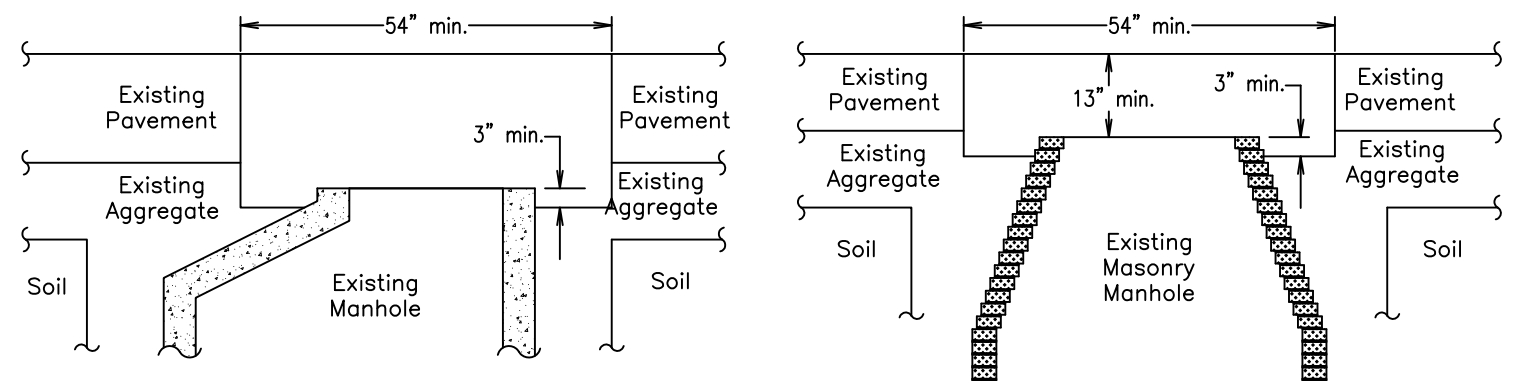 54” min.
Existing
Pavement
Existing
Pavement
3” min.
Existing
Aggregate
Existing
Aggregate
Soil
Existing
Manhole
Soil
54” min.
Existing
Pavement
13” min.
3” min.
Existing
Pavement
Existing
Aggregate
Existing
Aggregate
Soil
Existing
Masonry
Manhole
Soil